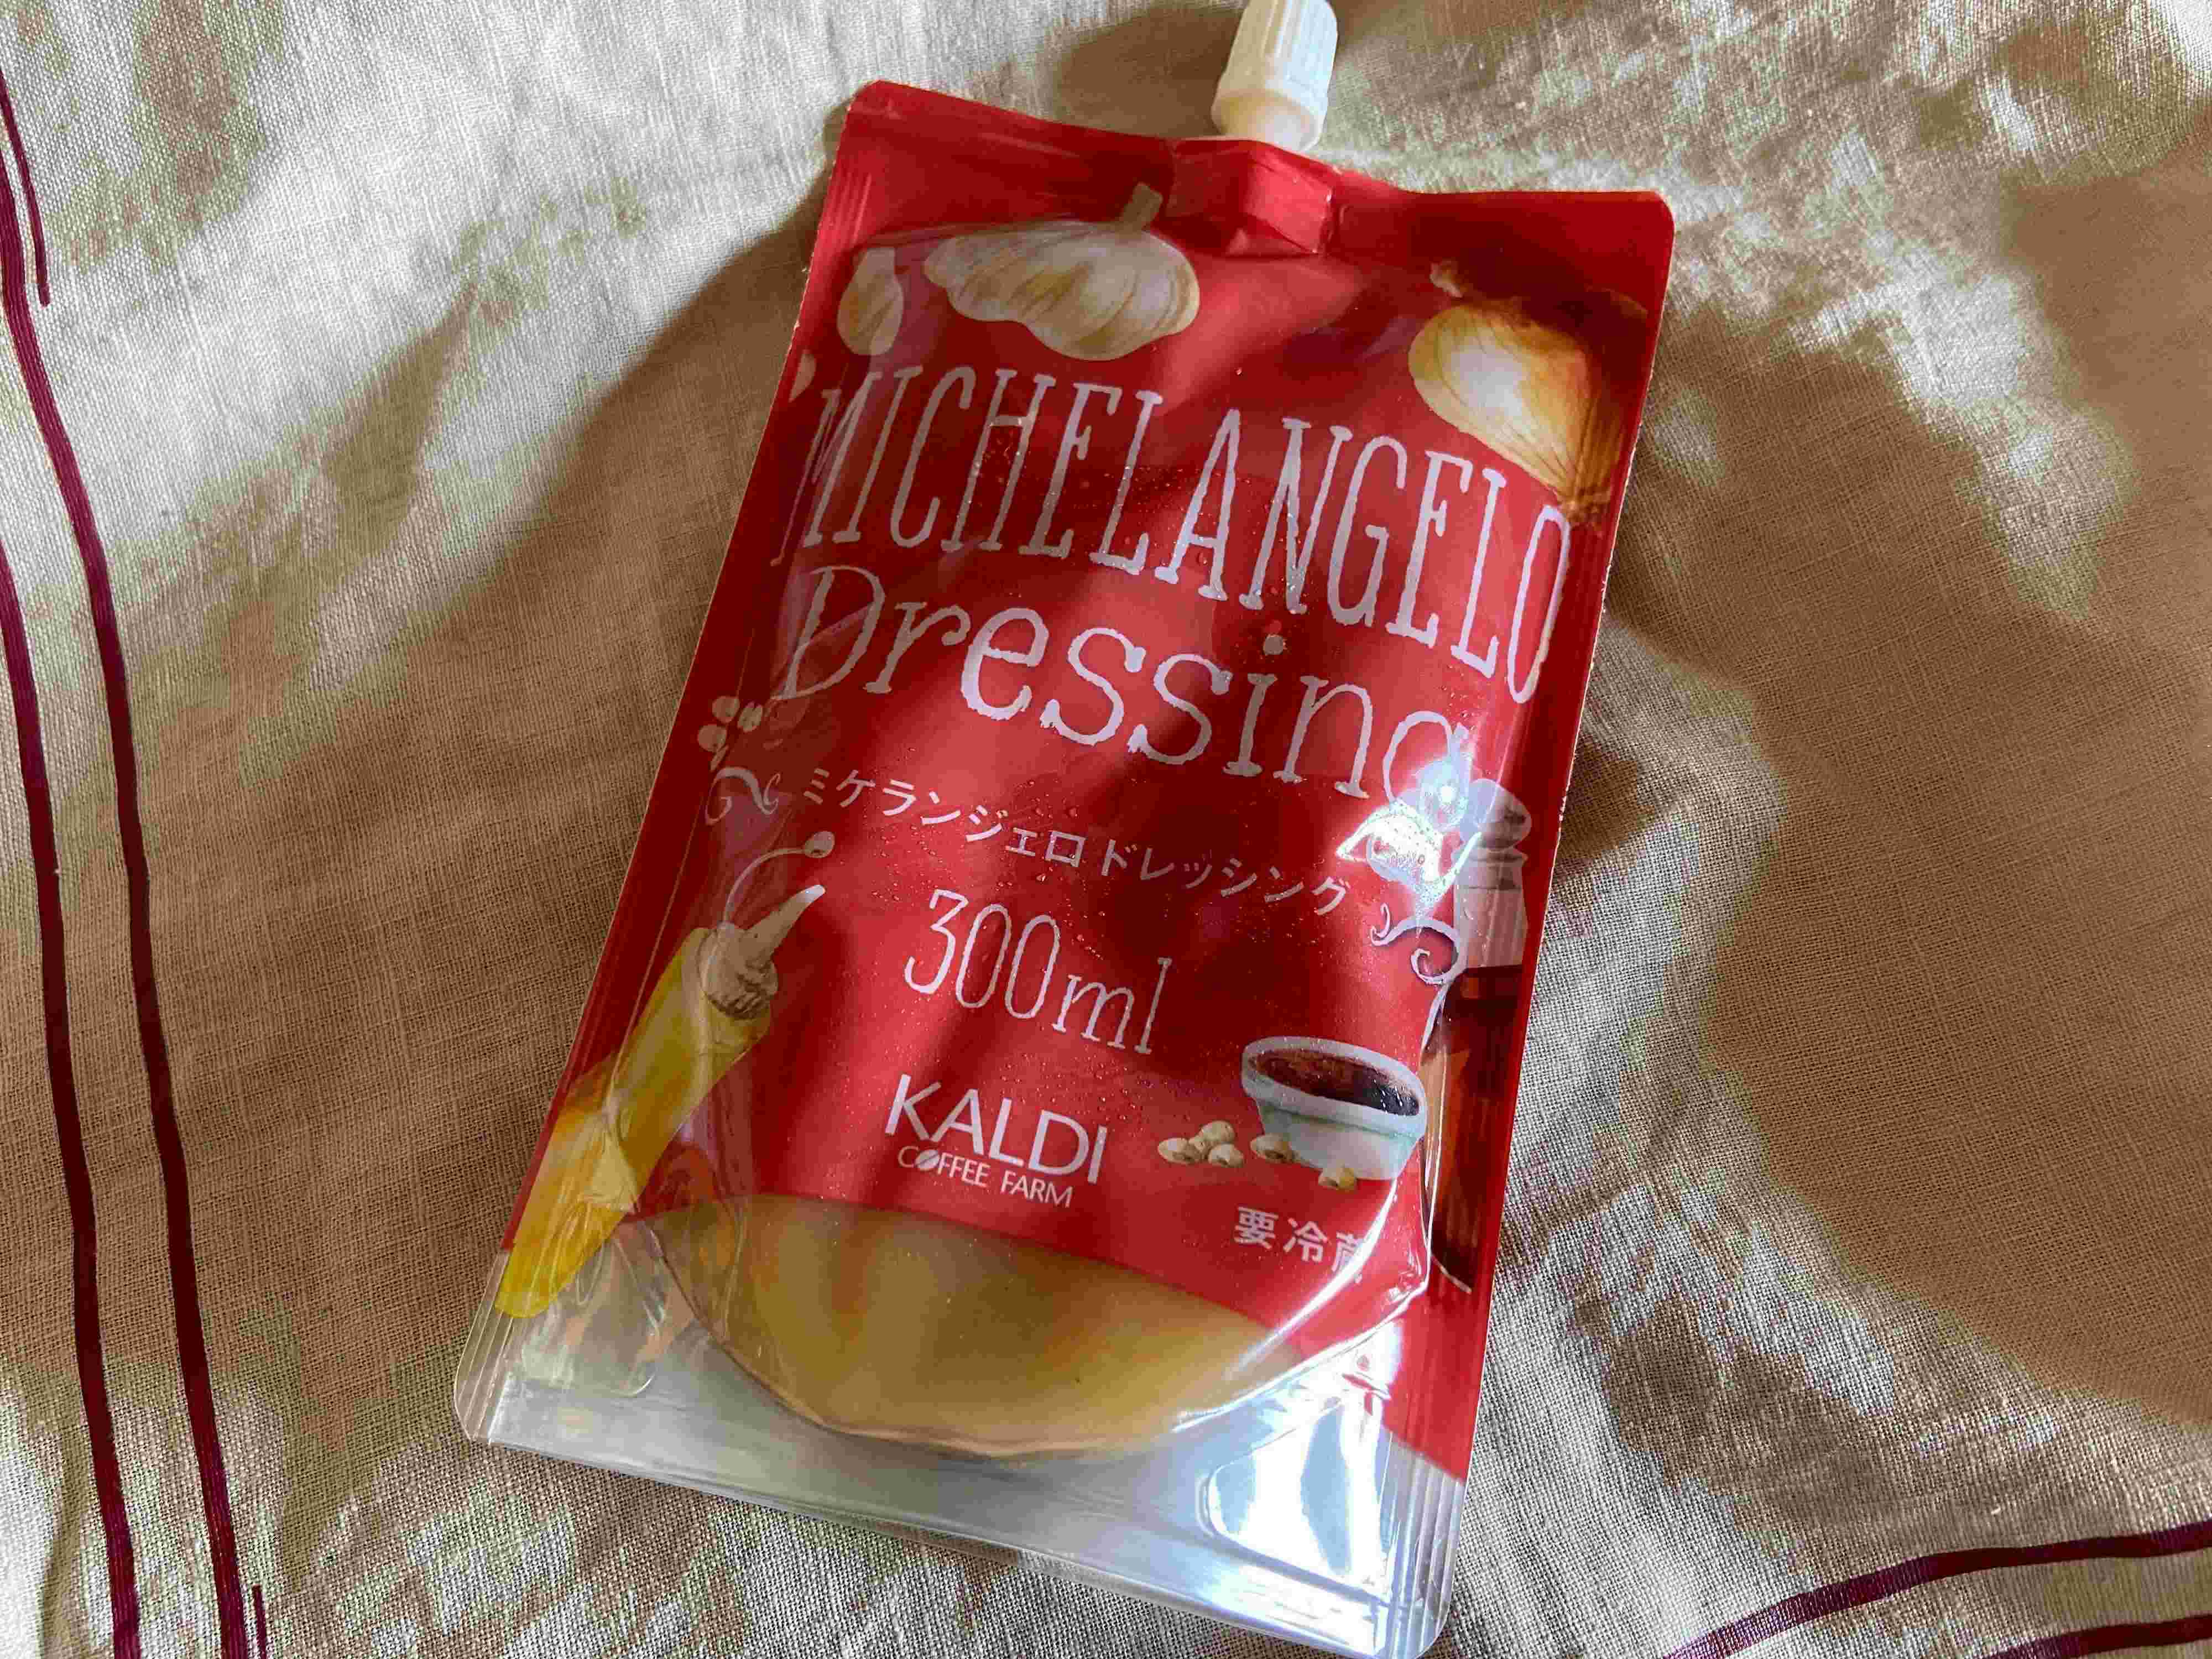 MICHELANGELO
Dressing
ミケランジェロドレッシング
300ml
KALDI
COFFEE FARM
要冷蔵